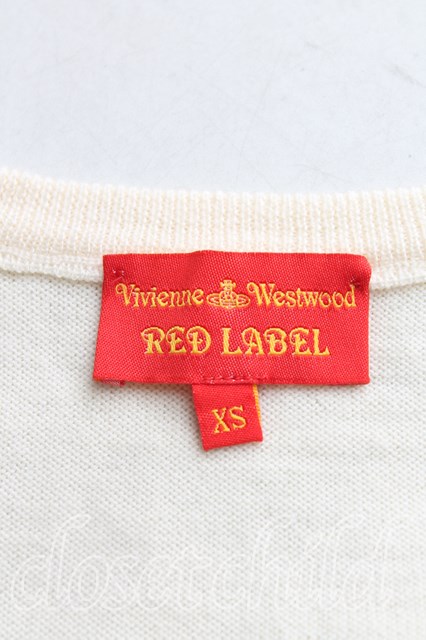 Vivienne Westwood
RED LABEL
XS
closetchild